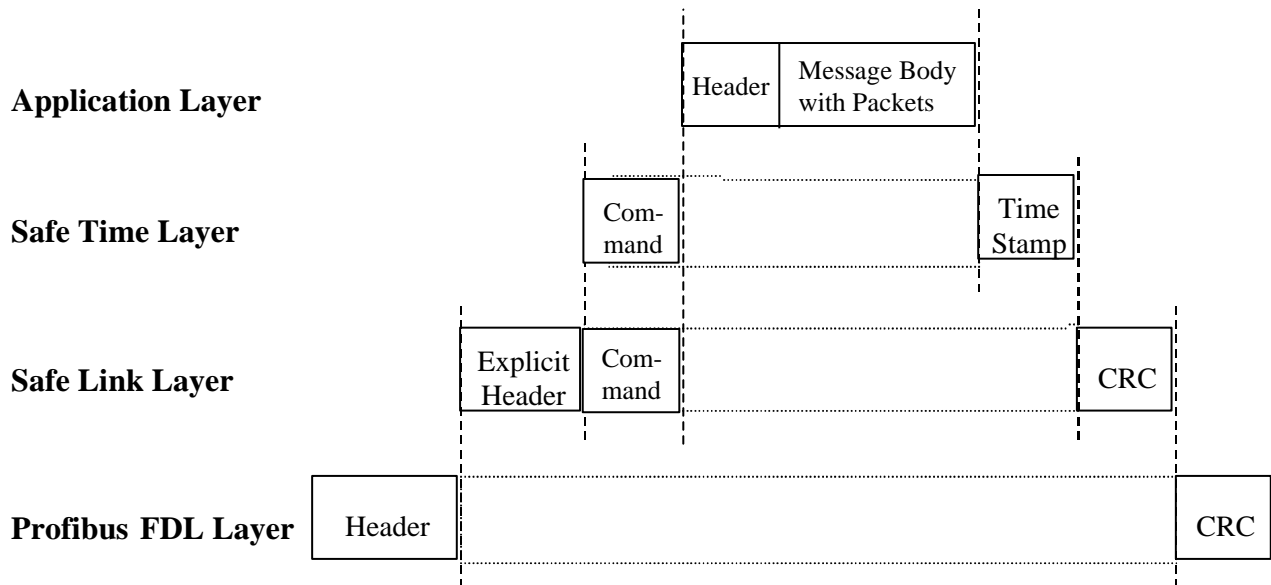 Application Layer
Header
Message Body
with Packets
Safe Time Layer
Com-
mand
Time
Stamp
Safe Link Layer
Explicit
Header
Com-
mand
CRC
Profibus FDL Layer
Header
CRC